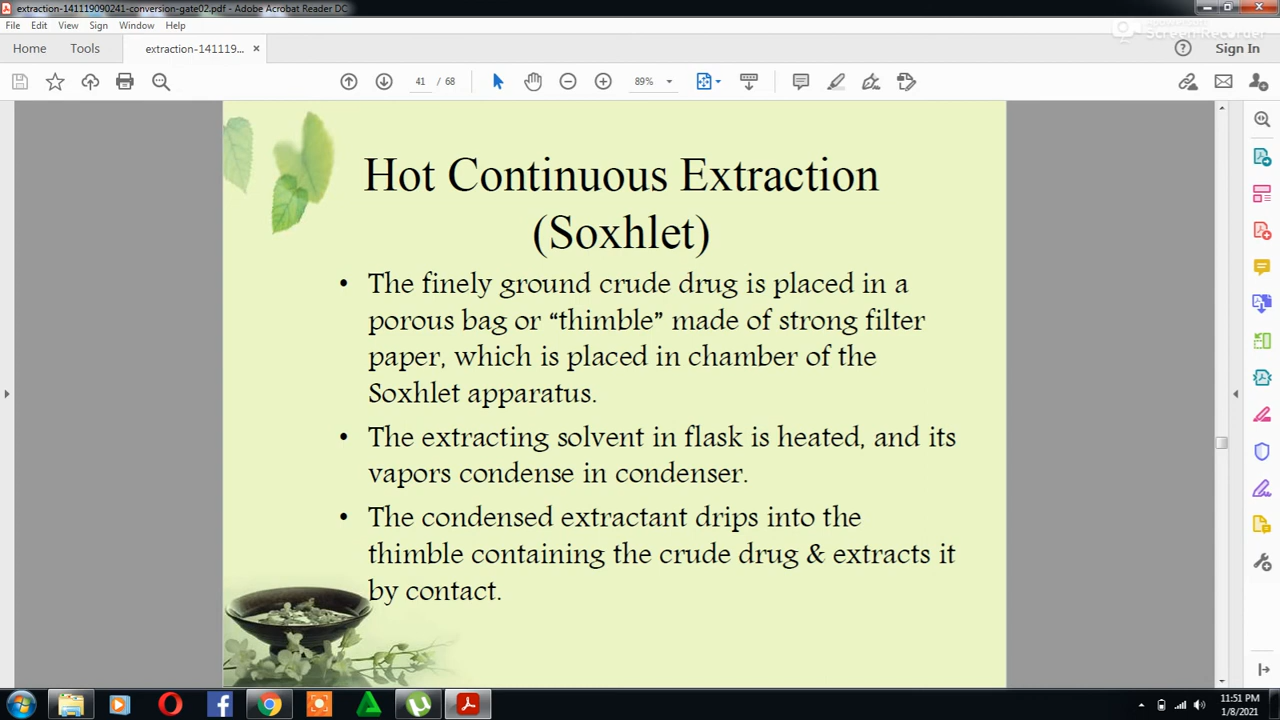 extraction-141119090241-conversion-gate02.pdf - Adobe Acrobat Reader DC
File Edit View Sign Window Help
Home Tools extraction-141119... ×
Sign In
41 / 68 89%
Hot Continuous Extraction
(Soxhlet)
• The finely ground crude drug is placed in a
porous bag or “thimble” made of strong filter
paper, which is placed in chamber of the
Soxhlet apparatus.
• The extracting solvent in flask is heated, and its
vapors condense in condenser.
• The condensed extractant drips into the
thimble containing the crude drug & extracts it
by contact.
11:51 PM
1/8/2021